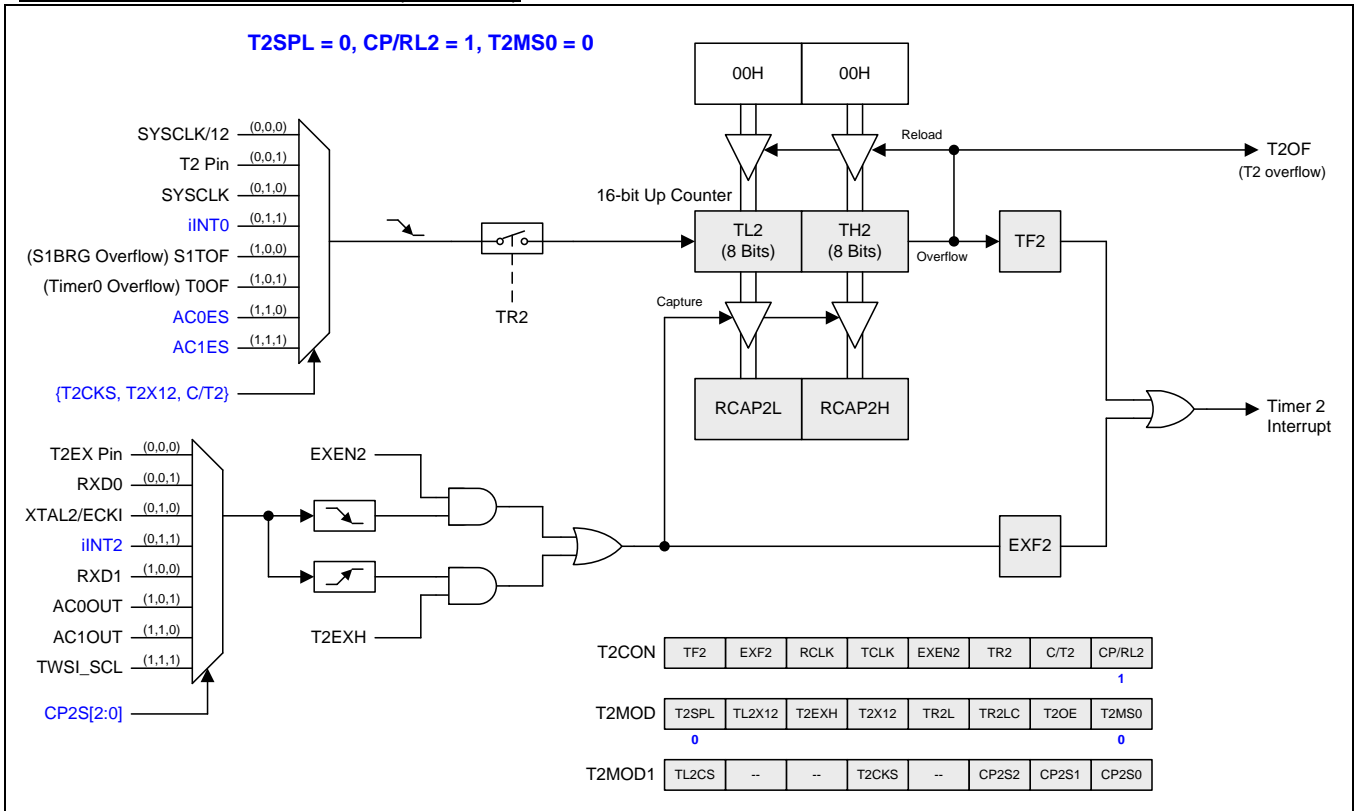 T2SPL = 0, CP/RL2 = 1, T2MS0 = 0
00H
00H
SYSCLK/12 (0,0,0)
T2 Pin (0,0,1)
SYSCLK (0,1,0)
iINT0 (0,1,1)
(S1BRG Overflow) S1TOF (1,0,0)
(Timer0 Overflow) T0OF (1,0,1)
AC0ES (1,1,0)
AC1ES (1,1,1)
{T2CKS, T2X12, C/T2}
TR2
Reload
T2OF
(T2 overflow)
16-bit Up Counter
TL2
(8 Bits)
TH2
(8 Bits)
Overflow
TF2
Capture
RCAP2L
RCAP2H
Timer 2
Interrupt
T2EX Pin (0,0,0)
RXD0 (0,0,1)
XTAL2/ECKI (0,1,0)
iINT2 (0,1,1)
RXD1 (1,0,0)
AC0OUT (1,0,1)
AC1OUT (1,1,0)
TWSI_SCL (1,1,1)
CP2S[2:0]
EXEN2
T2EXH
EXF2
T2CON TF2 EXF2 RCLK TCLK EXEN2 TR2 C/T2 CP/RL2
1
T2MOD T2SPL TL2X12 T2EXH T2X12 TR2L TR2LC T2OE T2MS0
0 0
T2MOD1 TL2CS -- -- T2CKS -- CP2S2 CP2S1 CP2S0